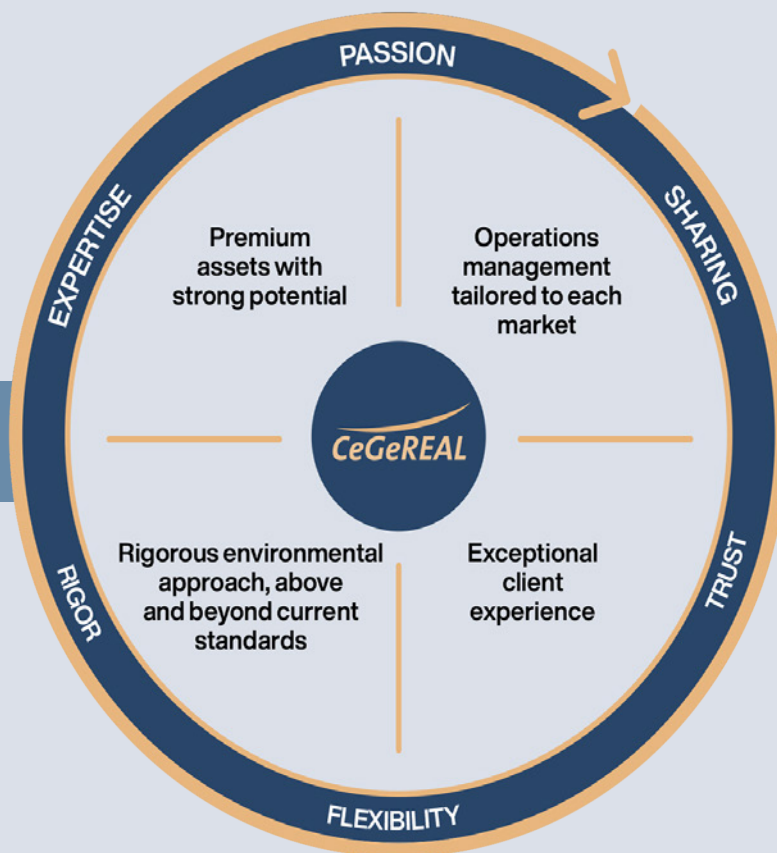 PASSION
EXPERTISE
SHARING
Premium
assets with
strong potential
Operations
management
tailored to each
market
CeGeREAL
Rigorous environmental
approach, above
and beyond current
standards
Exceptional
client
experience
RIGOR
TRUST
FLEXIBILITY